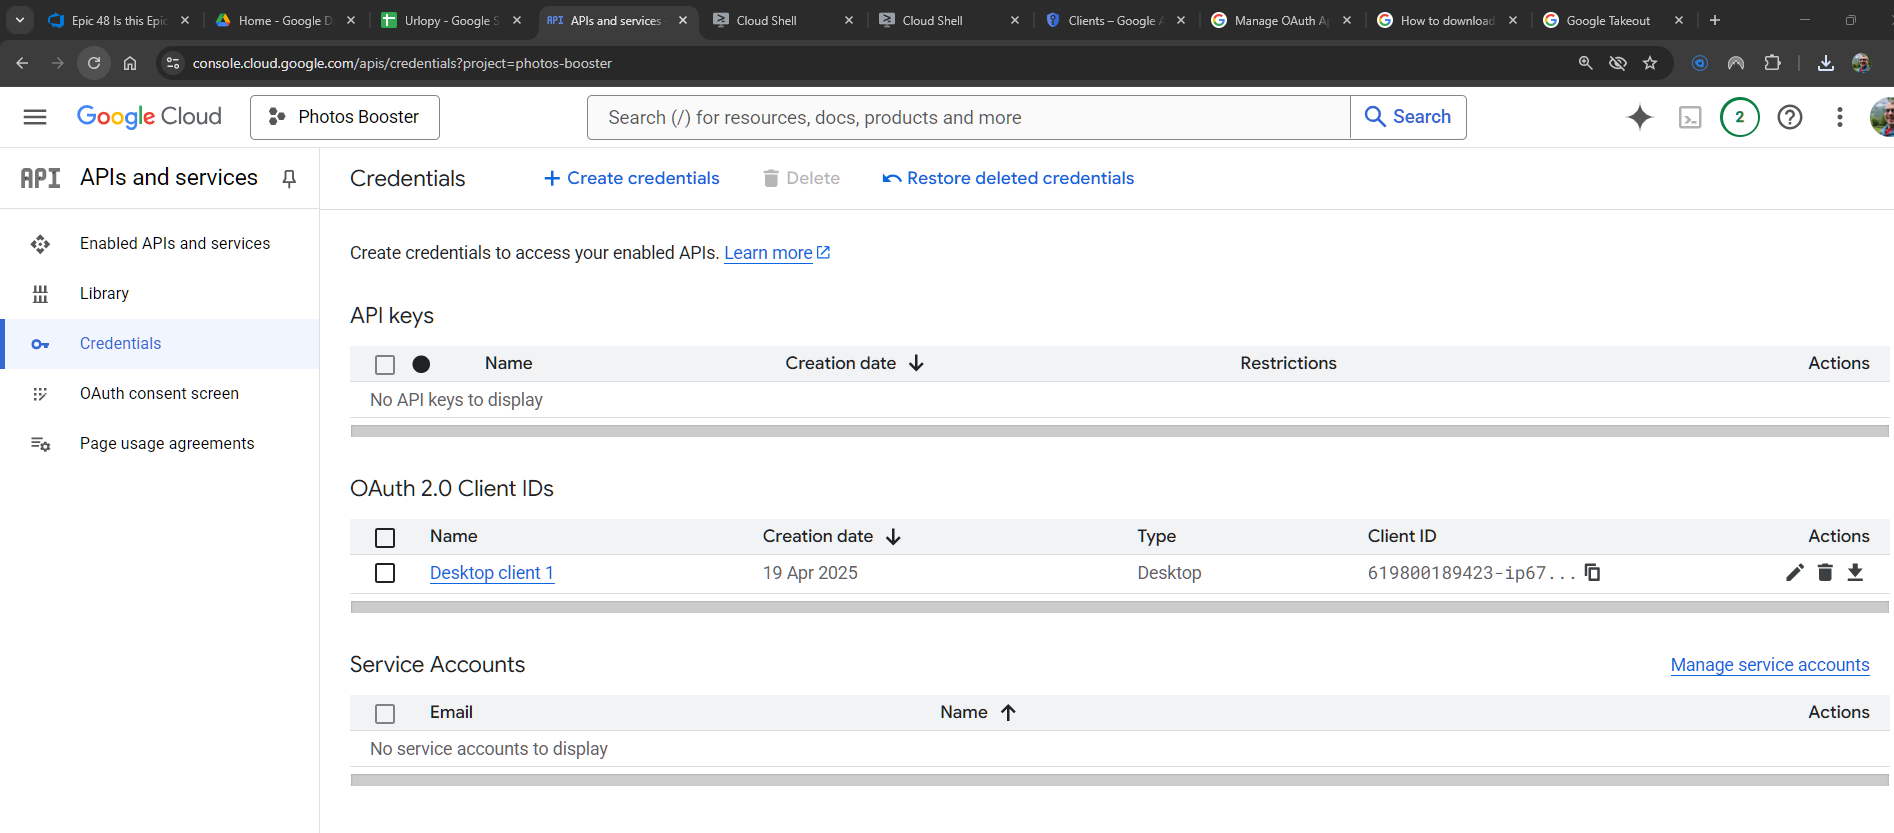 Epic 48 Is this Epic
Home - Google D
Urlopy - Google S
API APIs and services
Cloud Shell
Cloud Shell
Clients – Google A
Manage OAuth Ap
How to download
Google Takeout
console.cloud.google.com/apis/credentials?project=photos-booster
Google Cloud
Photos Booster
Search (/) for resources, docs, products and more
Search
2
API APIs and services
Credentials
Create credentials
Delete
Restore deleted credentials
Enabled APIs and services
Library
Credentials
OAuth consent screen
Page usage agreements
Create credentials to access your enabled APIs. Learn more
API keys
Name Creation date Restrictions Actions
No API keys to display
OAuth 2.0 Client IDs
Name Creation date Type Client ID Actions
Desktop client 1 19 Apr 2025 Desktop 619800189423-ip67...
Service Accounts
Manage service accounts
Email Name Actions
No service accounts to display